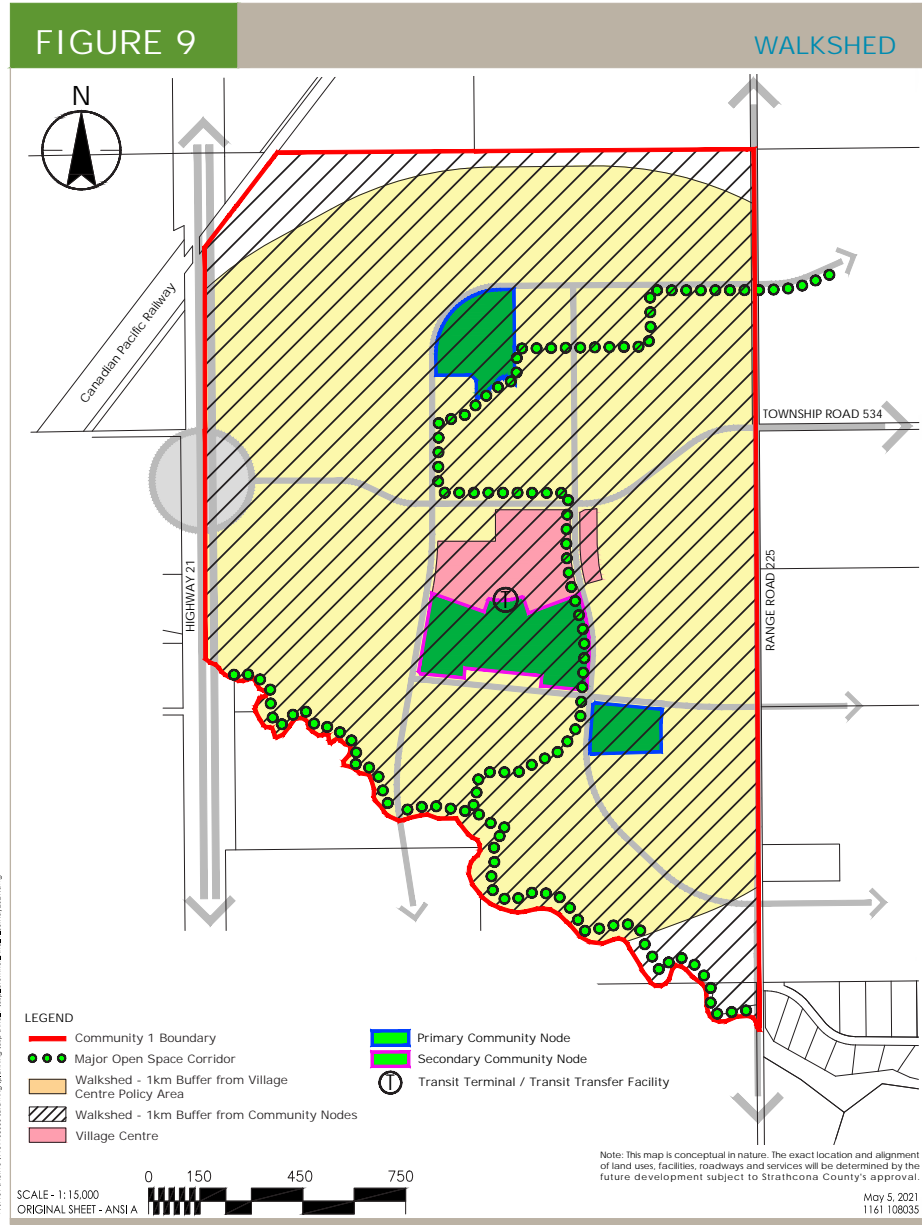 FIGURE 9
WALKSHED
N
Canadian Pacific Railway
TOWNSHIP ROAD 534
HIGHWAY 21
RANGE ROAD 225
T
LEGEND
Community 1 Boundary
Major Open Space Corridor
Walkshed - 1km Buffer from Village
Centre Policy Area
Walkshed - 1km Buffer from Community Nodes
Village Centre
Primary Community Node
Secondary Community Node
T Transit Terminal / Transit Transfer Facility
0 150 450 750
SCALE - 1:15,000
ORIGINAL SHEET - ANSI A
Note: This map is conceptual in nature. The exact location and alignment
of land uses, facilities, roadways and services will be determined by the
future development subject to Strathcona County's approval.
May 5, 2021
1161 108035